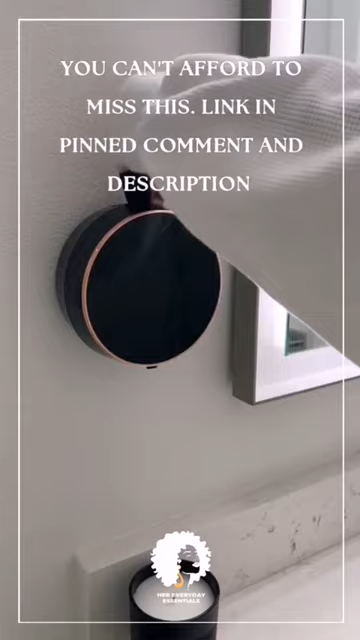 YOU CAN'T AFFORD TO
MISS THIS. LINK IN
PINNED COMMENT AND
DESCRIPTION
HER EVERYDAY
ESSENTIALS